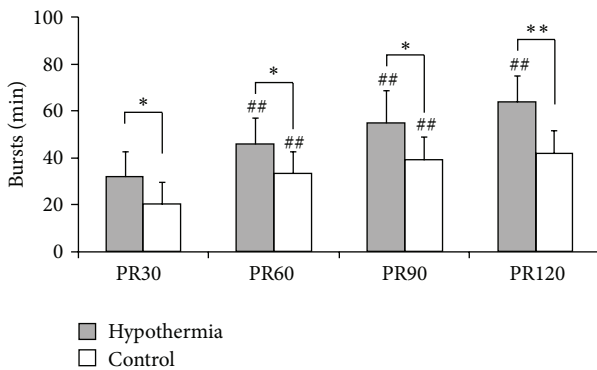 100
80
60
40
20
0
Bursts (min)
*
*
##
##
*
##
##
**
##
PR30
PR60
PR90
PR120
Hypothermia
Control